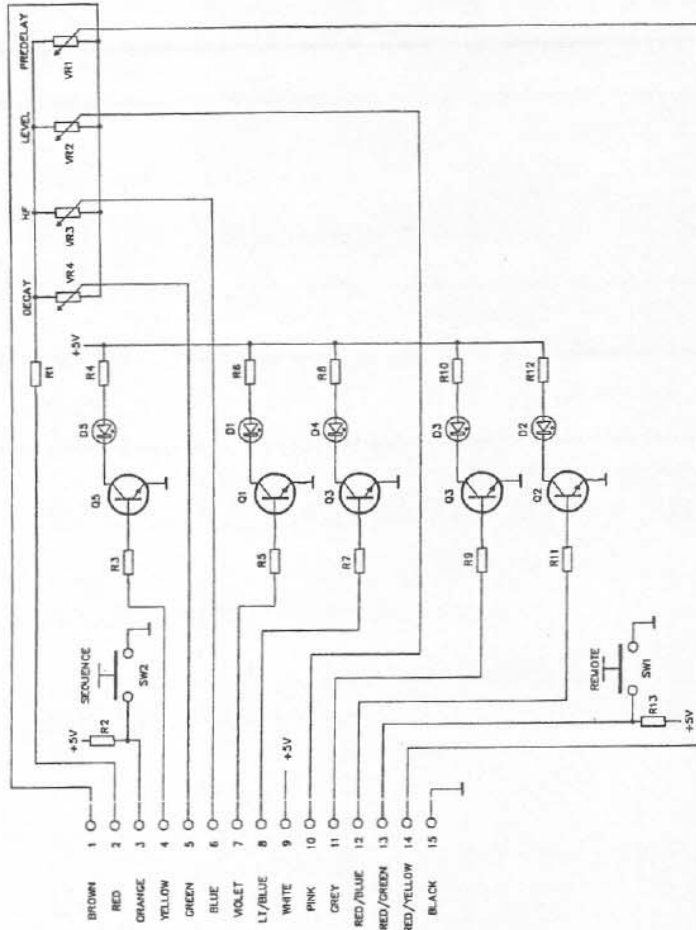 PREDELAY
VR1
LEVEL
VR2
HF
VR3
DECAY
VR4
R1
+5V
R4
R6
R8
R10
R12
D5
D1
D4
D3
D2
Q5
Q1
Q3
Q3
Q2
R3
R5
R7
R9
R11
SEQUENCE
SW2
+5V
R2
REMOTE
SW1
R13
+5V
+5V
1 BROWN
2 RED
3 ORANGE
4 YELLOW
5 GREEN
6 BLUE
7 VIOLET
8 LT/BLUE
9 WHITE
10 PINK
11 GREY
12 RED/BLUE
13 RED/GREEN
14 RED/YELLOW
15 BLACK